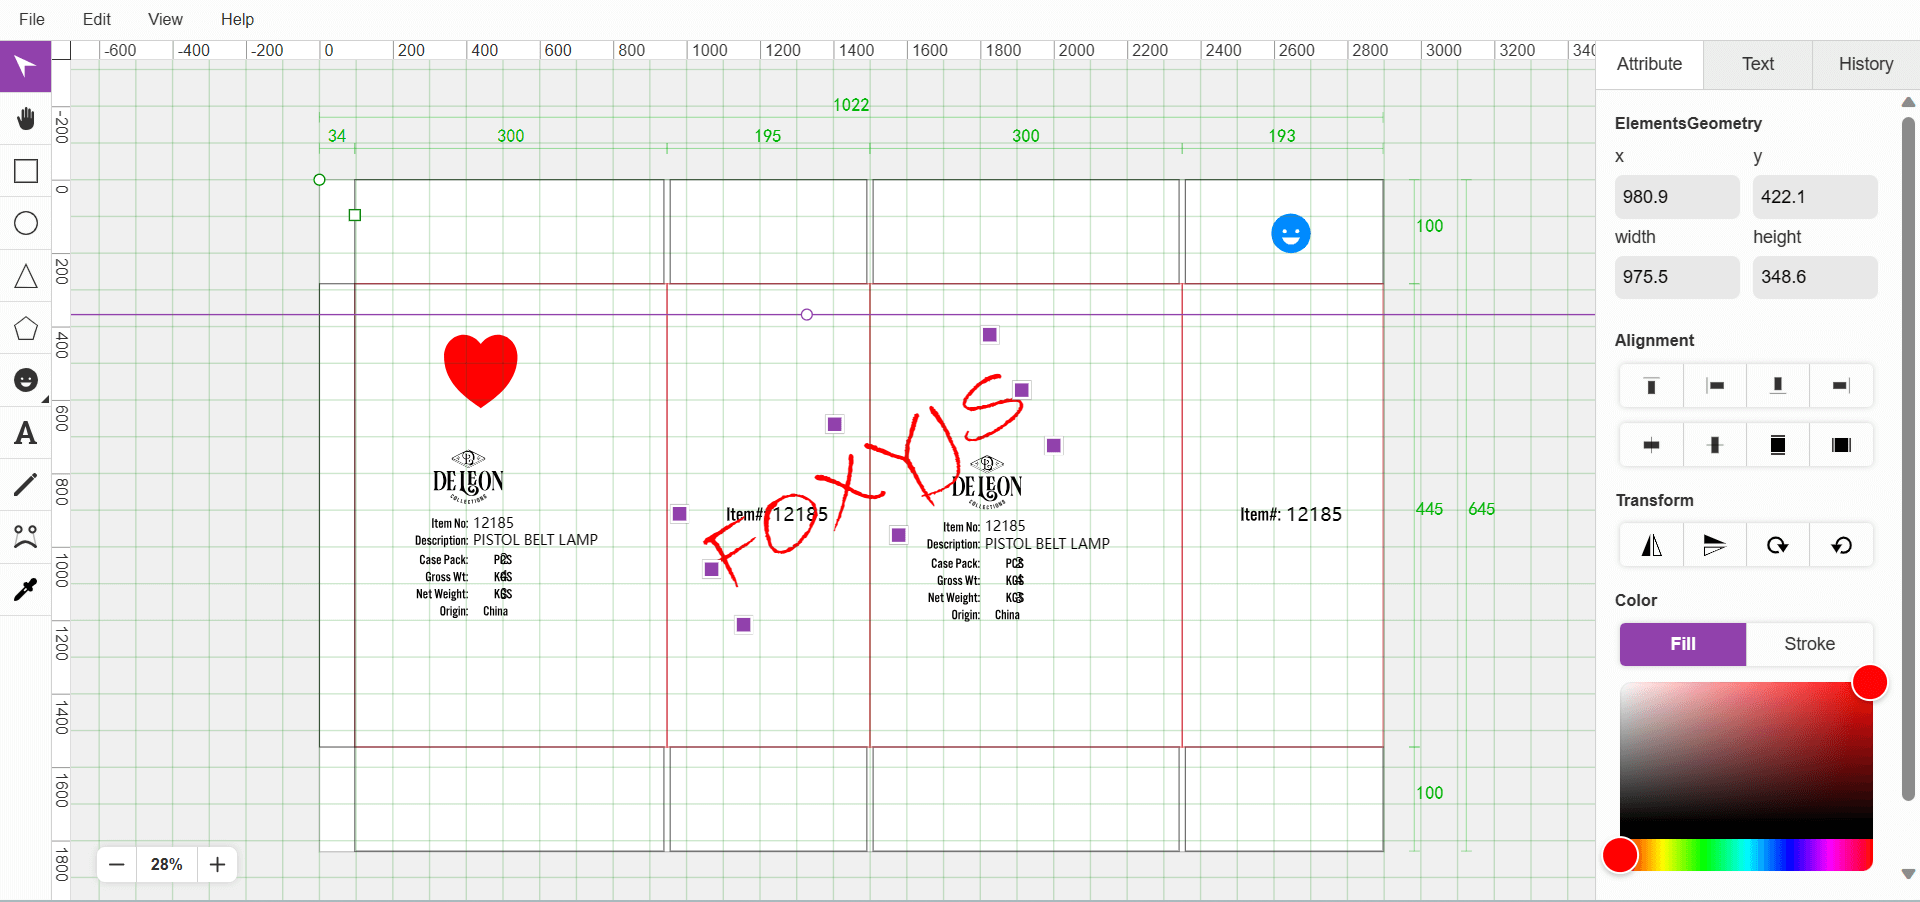 File Edit View Help
-600 -400 -200 0 200 400 600 800 1000 1200 1400 1600 1800 2000 2200 2400 2600 2800 3000 3200
-200
0
200
400
600
800
1000
1200
1400
1600
1800
1022
34 300 195 300 193
100
445 645
100
DE LEON
COLLECTIONS
Item No: 12185
Description: PISTOL BELT LAMP
Case Pack: PCS
Gross Wt: KGS
Net Weight: KGS
Origin: China
Item#: 12185
FOXYJS
DE LEON
COLLECTIONS
Item No: 12185
Description: PISTOL BELT LAMP
Case Pack: PCS
Gross Wt: KGS
Net Weight: KGS
Origin: China
Item#: 12185
28%
Attribute Text History
ElementsGeometry
x y
980.9 422.1
width height
975.5 348.6
Alignment
Transform
Color
Fill Stroke